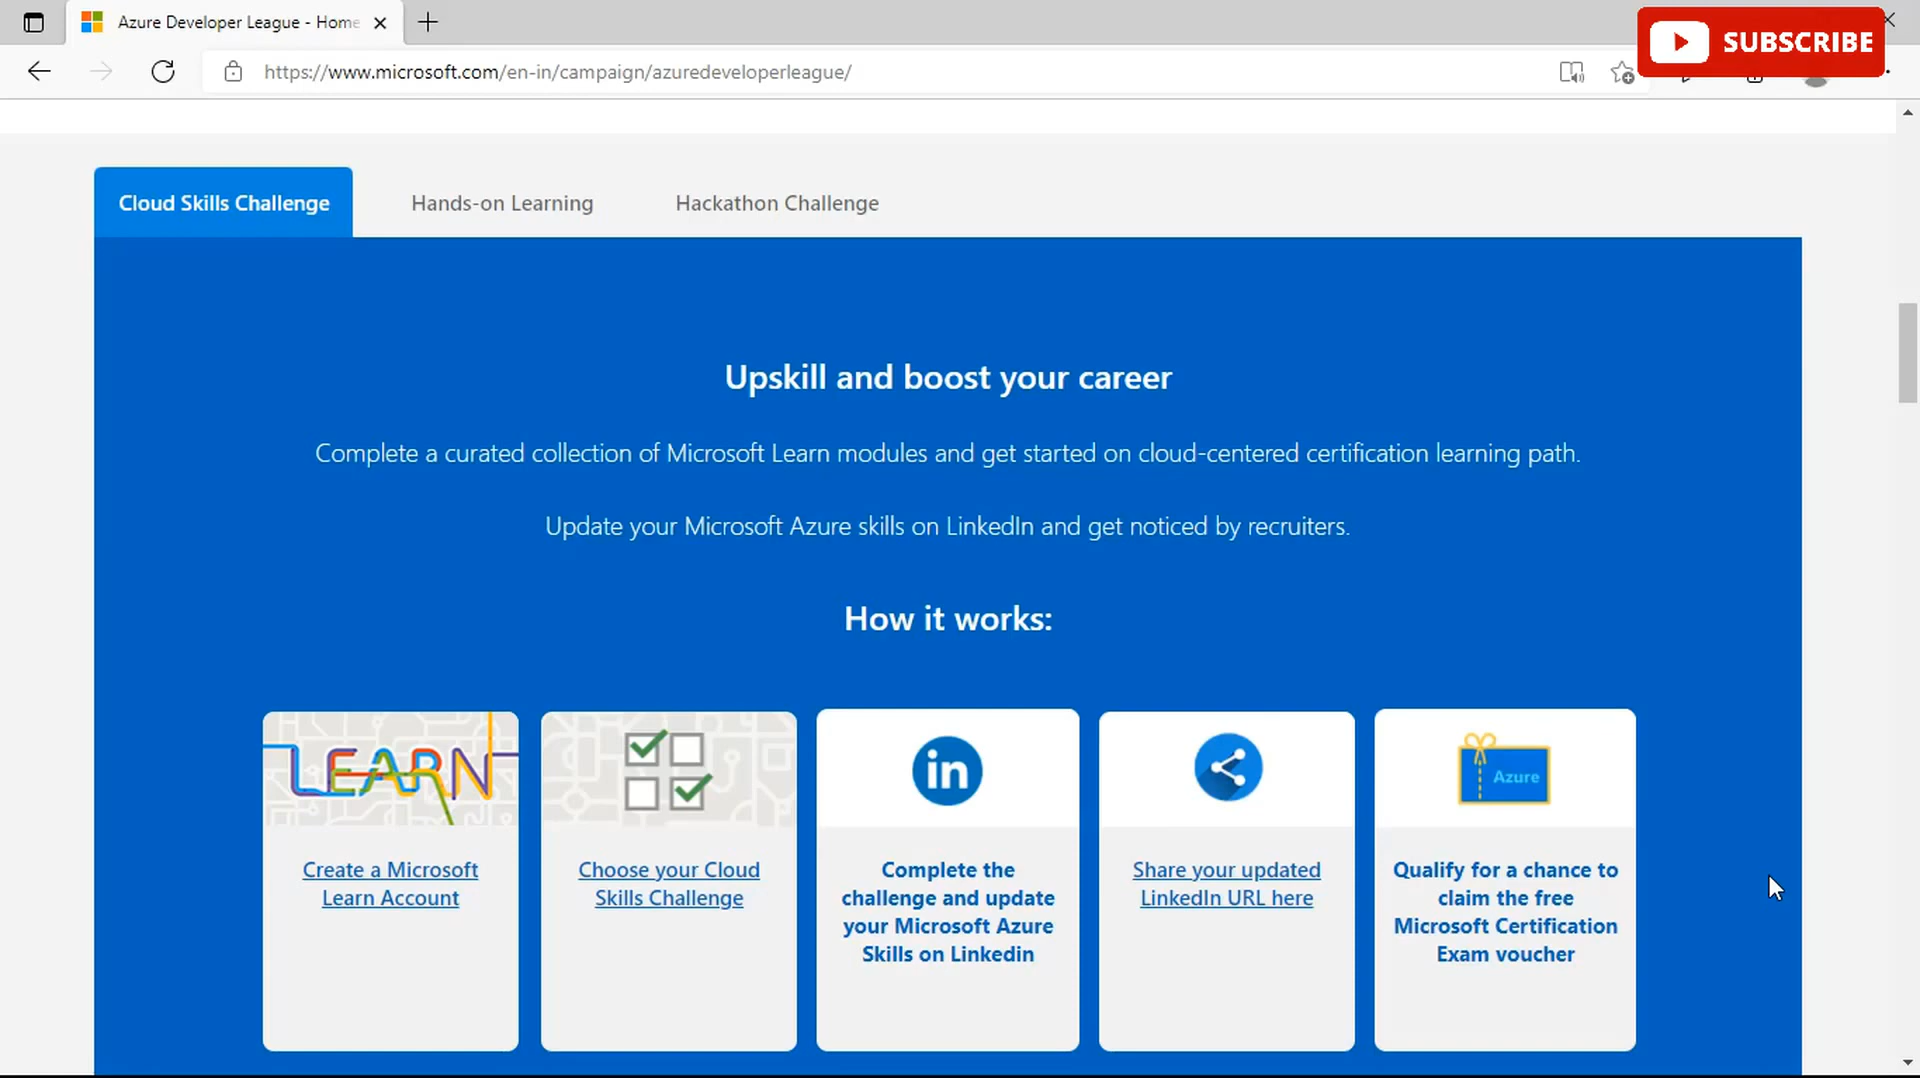 Azure Developer League - Home
SUBSCRIBE
https://www.microsoft.com/en-in/campaign/azuredeveloperleague/
Cloud Skills Challenge
Hands-on Learning
Hackathon Challenge
Upskill and boost your career
Complete a curated collection of Microsoft Learn modules and get started on cloud-centered certification learning path.
Update your Microsoft Azure skills on LinkedIn and get noticed by recruiters.
How it works:
LEARN
Create a Microsoft
Learn Account
Choose your Cloud
Skills Challenge
in
Complete the
challenge and update
your Microsoft Azure
Skills on Linkedin
Share your updated
LinkedIn URL here
Azure
Qualify for a chance to
claim the free
Microsoft Certification
Exam voucher